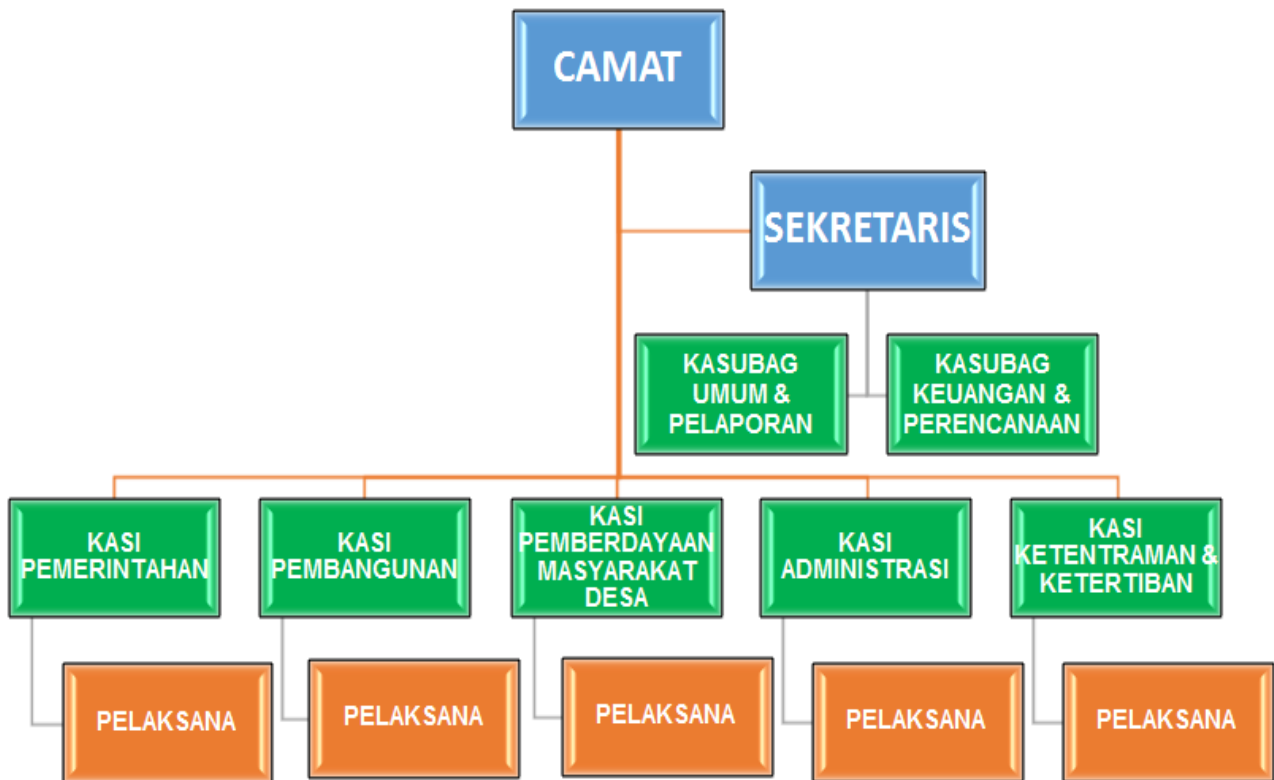 CAMAT
SEKRETARIS
KASUBAG
UMUM &
PELAPORAN
KASUBAG
KEUANGAN &
PERENCANAAN
KASI
PEMERINTAHAN
KASI
PEMBANGUNAN
KASI
PEMBERDAYAAN
MASYARAKAT
DESA
KASI
ADMINISTRASI
KASI
KETENTRAMAN &
KETERTIBAN
PELAKSANA
PELAKSANA
PELAKSANA
PELAKSANA
PELAKSANA